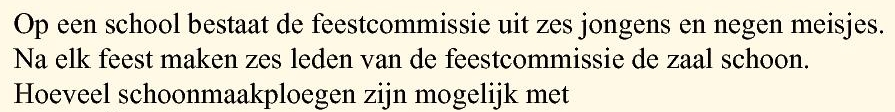 Op een school bestaat de feestcommissie uit zes jongens en negen meisjes.
Na elk feest maken zes leden van de feestcommissie de zaal schoon.
Hoeveel schoonmaakploegen zijn mogelijk met